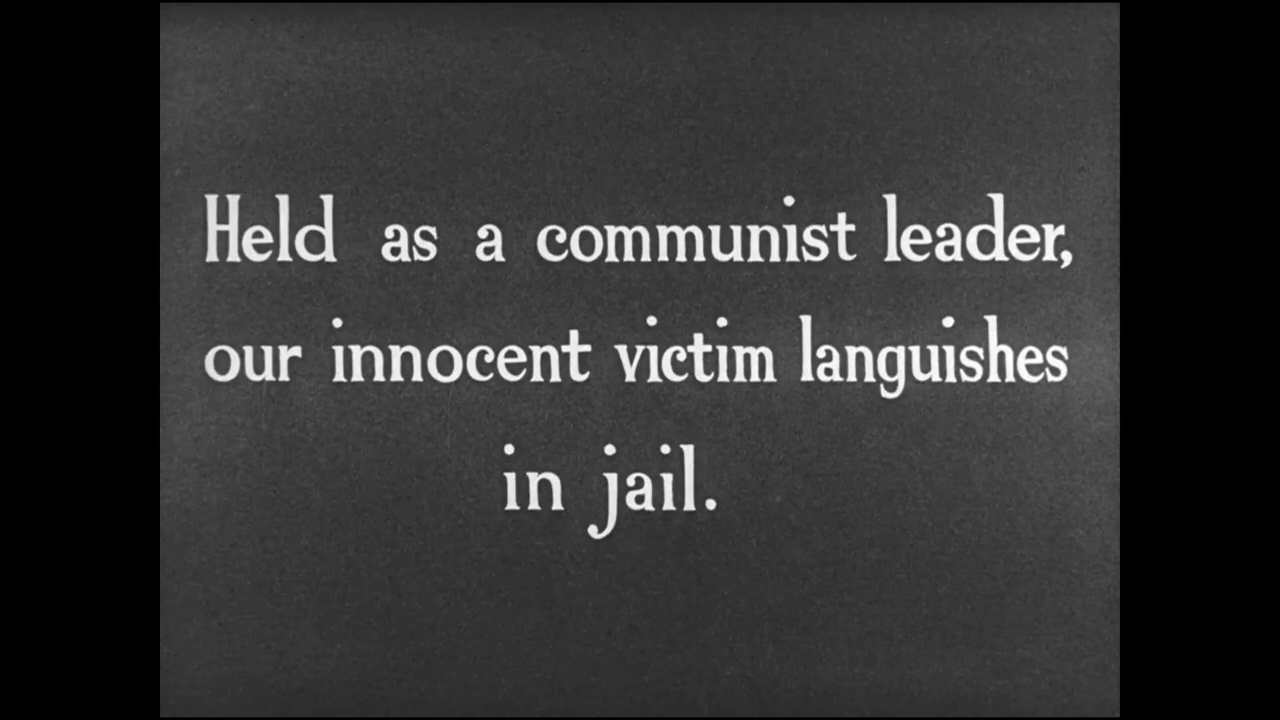 Held as a communist leader,
our innocent victim languishes
in jail.